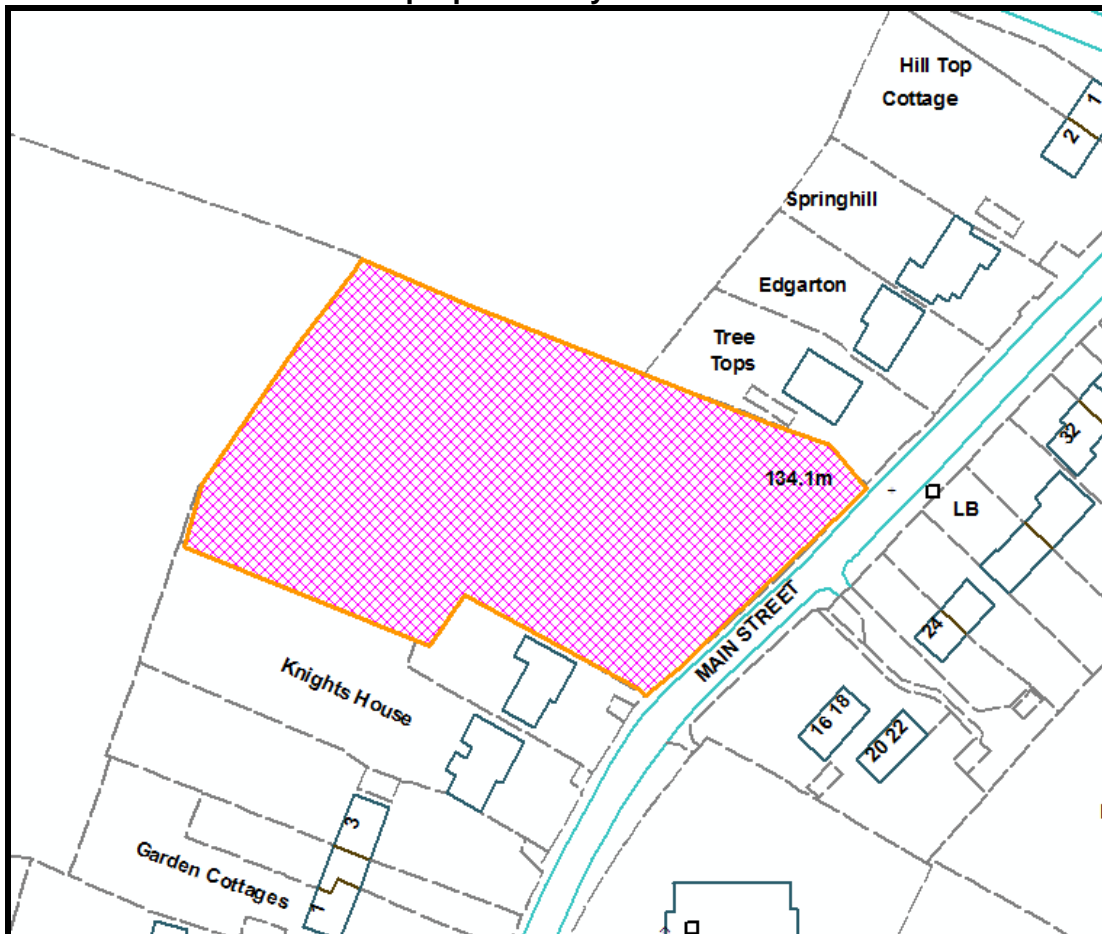 Hill Top
Cottage
1
2
Springhill
Edgarton
Tree
Tops
32
134.1m
LB
MAIN STREET
24
16 18
20 22
Knights House
3
Garden Cottages
1